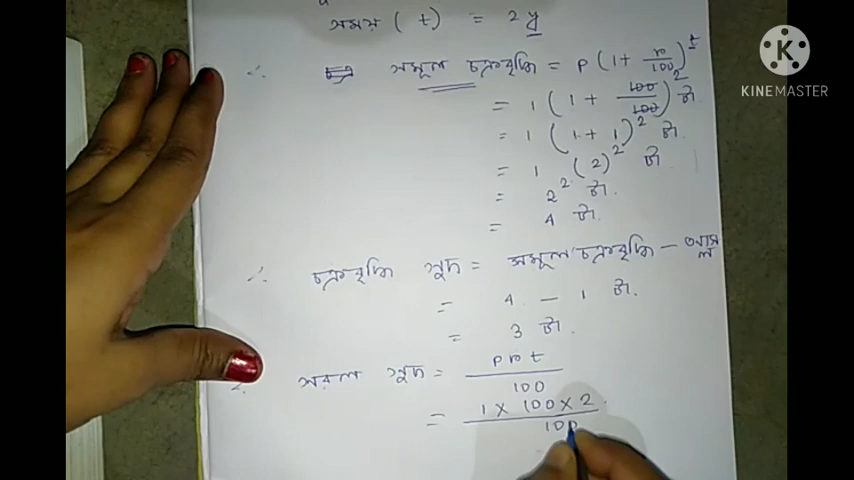 সময় ( t ) = 2 y
∴ সমূল চক্রবৃদ্ধি = P ( 1 + r/100 )^t
= 1 ( 1 + 100/100 )^2 টা.
= 1 ( 1 + 1 )^2 টা.
= 1 ( 2 )^2 টা.
= 2^2 টা.
= 4 টা.
∴ চক্রবৃদ্ধি সুদ = সমূল চক্রবৃদ্ধি - আসল
= 4 - 1 টা.
= 3 টা.
সরল সুদ = prt/100
= 1 × 100 × 2/100
KINEMASTER